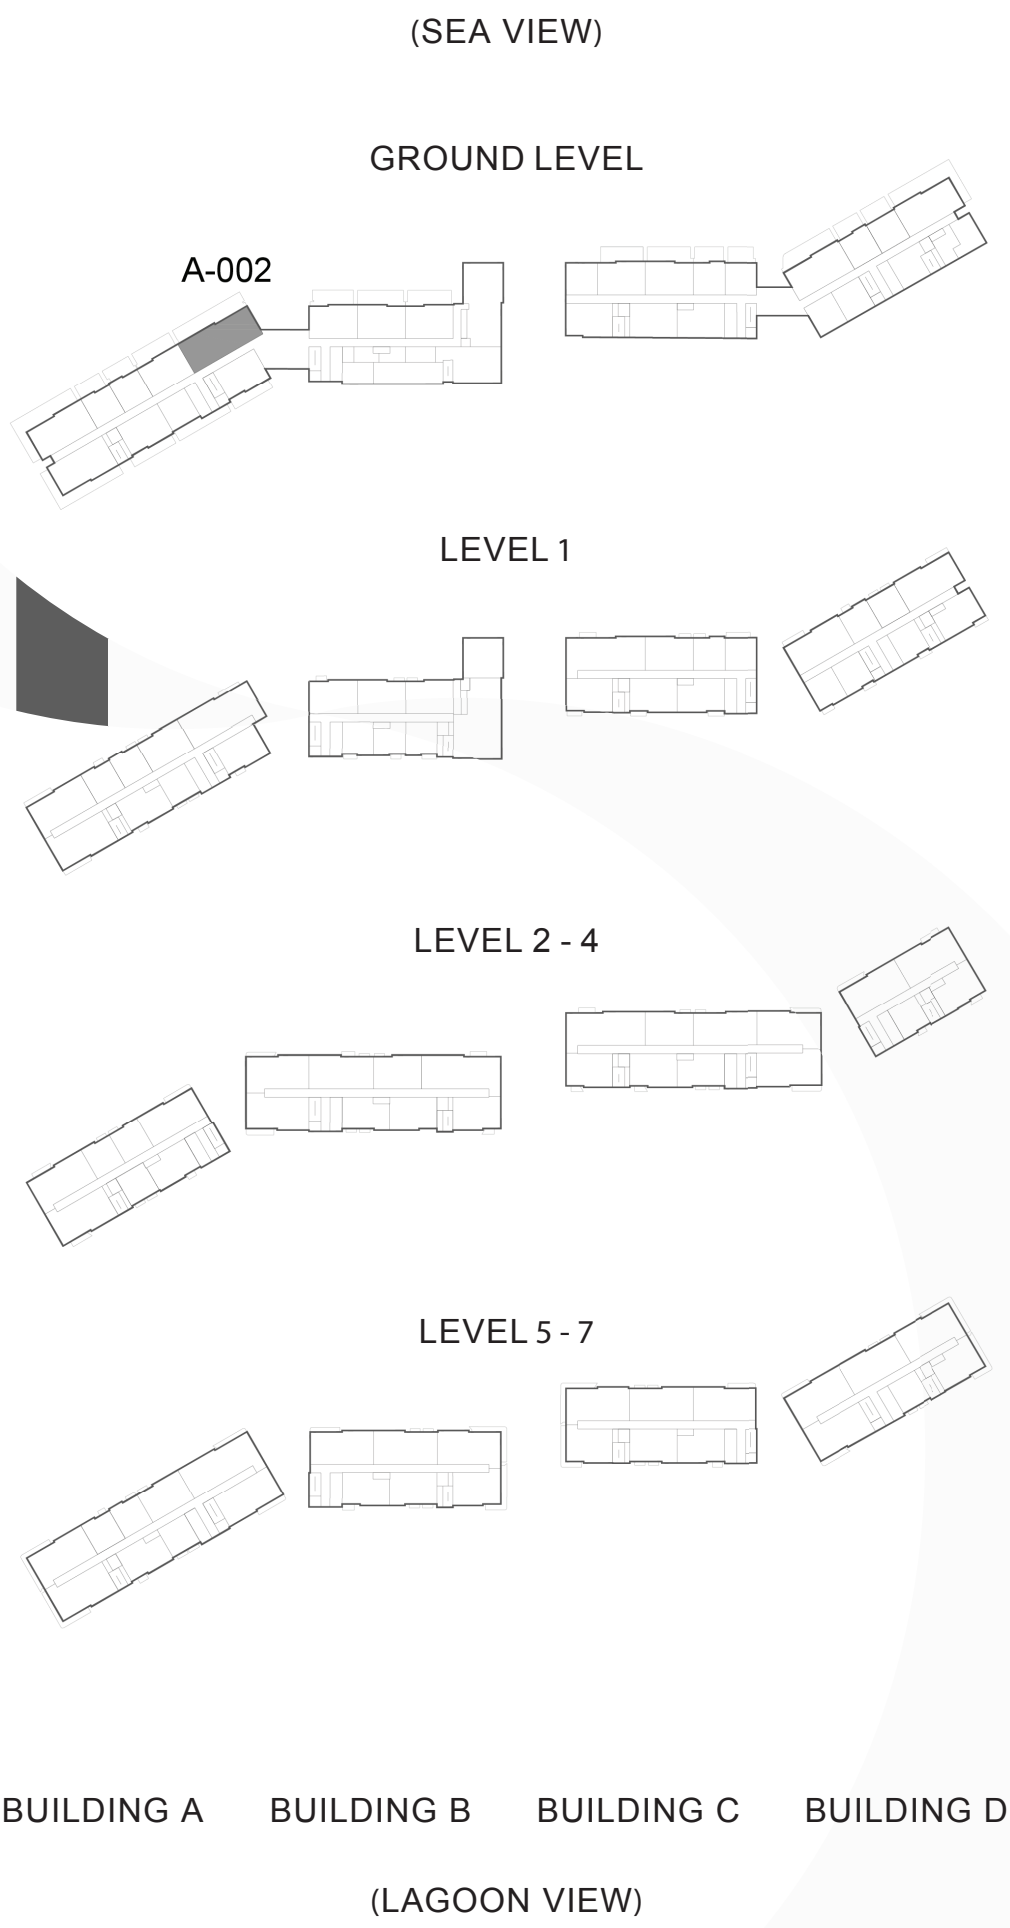 (SEA VIEW)
GROUND LEVEL
A-002
LEVEL 1
LEVEL 2 - 4
LEVEL 5 - 7
BUILDING A BUILDING B BUILDING C BUILDING D
(LAGOON VIEW)